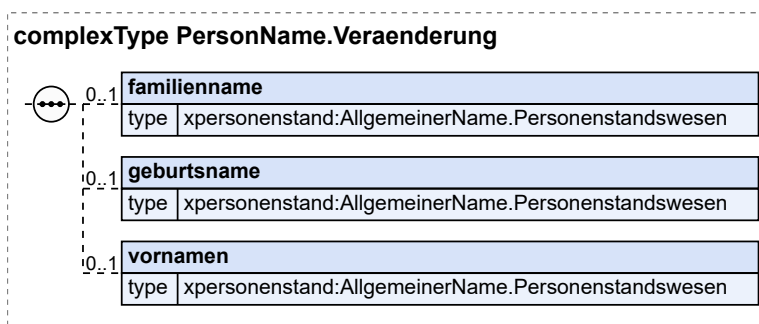 complexType PersonName.Veraenderung
0..1 familienname
type xpersonenstand:AllgemeinerName.Personenstandswesen
0..1 geburtsname
type xpersonenstand:AllgemeinerName.Personenstandswesen
0..1 vornamen
type xpersonenstand:AllgemeinerName.Personenstandswesen